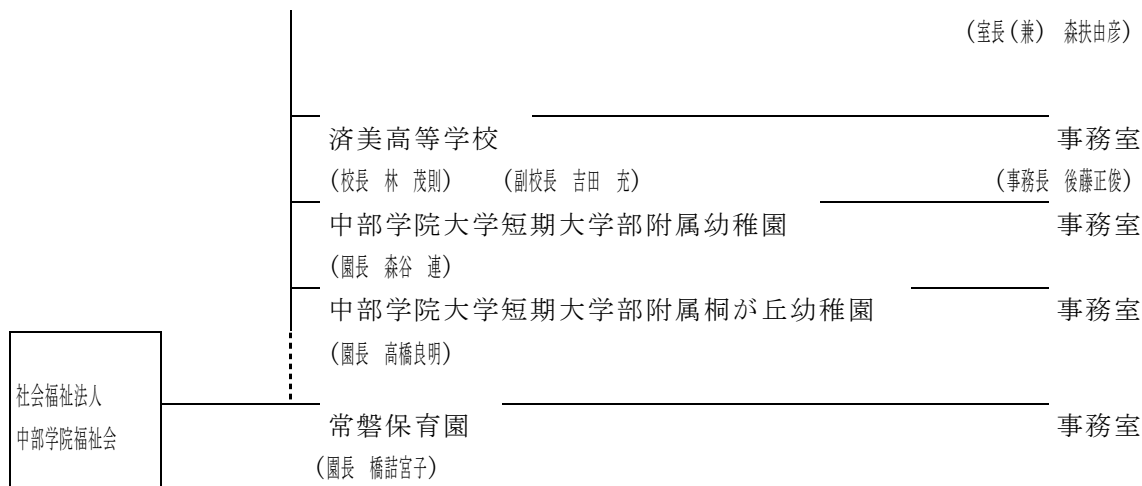 (室長(兼) 森扶由彦)
済美高等学校 事務室
(校長 林 茂則) (副校長 吉田 充) (事務長 後藤正俊)
中部学院大学短期大学部附属幼稚園 事務室
(園長 森谷 連)
中部学院大学短期大学部附属桐が丘幼稚園 事務室
(園長 高橋良明)
社会福祉法人
中部学院福祉会
常磐保育園 事務室
(園長 橋詰宮子)